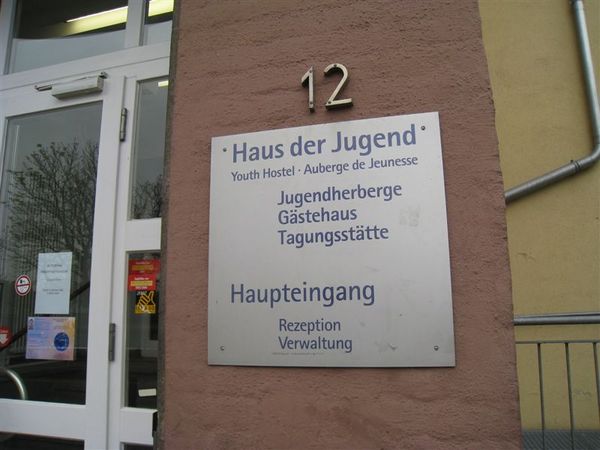 12
Haus der Jugend
Youth Hostel · Auberge de Jeunesse
Jugendherberge
Gästehaus
Tagungsstätte
Haupteingang
Rezeption
Verwaltung